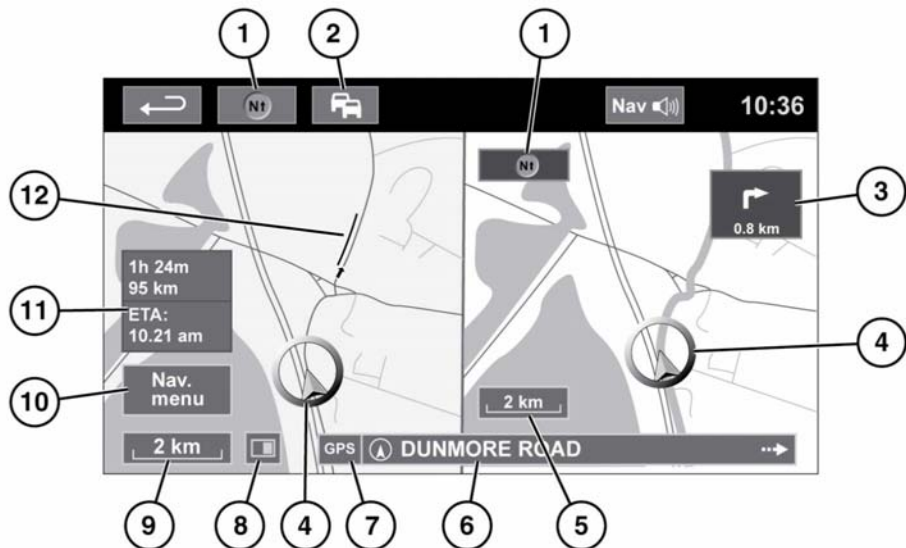 1
2
1
Nt
Nav
10:36
Nt
12
3
0.8 km
1h 24m
95 km
11
ETA:
10.21 am
4
10
Nav.
menu
2 km
2 km
GPS
DUNMORE ROAD
9
8
4
7
6
5